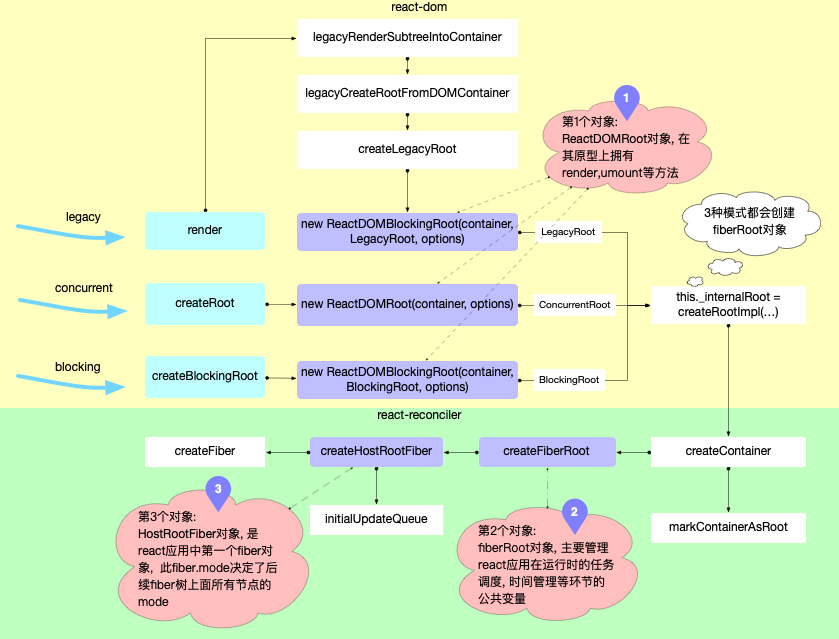 react-dom
legacyRenderSubtreeIntoContainer
legacyCreateRootFromDOMContainer
createLegacyRoot
1
第1个对象:
ReactDOMRoot对象, 在
其原型上拥有
render,umount等方法
legacy
render
new ReactDOMBlockingRoot(container,
LegacyRoot, options)
LegacyRoot
3种模式都会创建
fiberRoot对象
concurrent
createRoot
new ReactDOMRoot(container, options)
ConcurrentRoot
this._internalRoot =
createRootImpl(...)
blocking
createBlockingRoot
new ReactDOMBlockingRoot(container,
BlockingRoot, options)
BlockingRoot
react-reconciler
createFiber
createHostRootFiber
createFiberRoot
createContainer
initialUpdateQueue
markContainerAsRoot
3
第3个对象:
HostRootFiber对象, 是
react应用中第一个fiber对
象, 此fiber.mode决定了后
续fiber树上面所有节点的
mode
2
第2个对象:
fiberRoot对象, 主要管理
react应用在运行时的任务
调度, 时间管理等环节的
公共变量